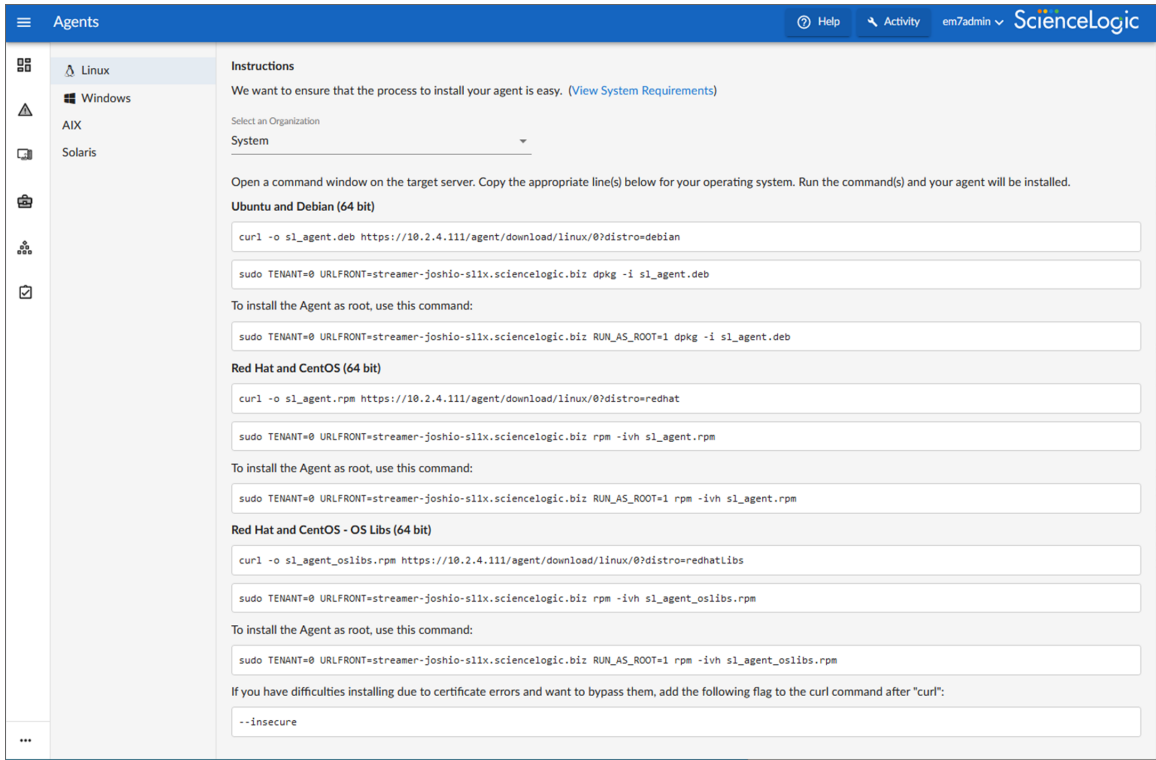 Agents
Help
Activity
em7admin
ScienceLogic
Linux
Windows
AIX
Solaris
Instructions
We want to ensure that the process to install your agent is easy. (View System Requirements)
Select an Organization
System
Open a command window on the target server. Copy the appropriate line(s) below for your operating system. Run the command(s) and your agent will be installed.
Ubuntu and Debian (64 bit)
curl -o sl_agent.deb https://10.2.4.111/agent/download/linux/0?distro=debian
sudo TENANT=0 URLFRONT=streamer-joshio-sl1x.sciencelogic.biz dpkg -i sl_agent.deb
To install the Agent as root, use this command:
sudo TENANT=0 URLFRONT=streamer-joshio-sl1x.sciencelogic.biz RUN_AS_ROOT=1 dpkg -i sl_agent.deb
Red Hat and CentOS (64 bit)
curl -o sl_agent.rpm https://10.2.4.111/agent/download/linux/0?distro=redhat
sudo TENANT=0 URLFRONT=streamer-joshio-sl1x.sciencelogic.biz rpm -ivh sl_agent.rpm
To install the Agent as root, use this command:
sudo TENANT=0 URLFRONT=streamer-joshio-sl1x.sciencelogic.biz RUN_AS_ROOT=1 rpm -ivh sl_agent.rpm
Red Hat and CentOS - OS Libs (64 bit)
curl -o sl_agent_oslibs.rpm https://10.2.4.111/agent/download/linux/0?distro=redhatLibs
sudo TENANT=0 URLFRONT=streamer-joshio-sl1x.sciencelogic.biz rpm -ivh sl_agent_oslibs.rpm
To install the Agent as root, use this command:
sudo TENANT=0 URLFRONT=streamer-joshio-sl1x.sciencelogic.biz RUN_AS_ROOT=1 rpm -ivh sl_agent_oslibs.rpm
If you have difficulties installing due to certificate errors and want to bypass them, add the following flag to the curl command after "curl":
--insecure